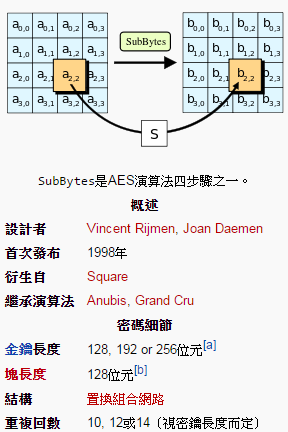 a0,0 a0,1 a0,2 a0,3 b0,0 b0,1 b0,2 b0,3
SubBytes
a1,0 a1,1 a1,2 a1,3 b1,0 b1,1 b1,2 b1,3
a2,0 a2,1 a2,2 a2,3 b2,0 b2,1 b2,2 b2,3
a3,0 a3,1 a3,2 a3,3 b3,0 b3,1 b3,2 b3,3
S
SubBytes是AES演算法四步驟之一。
概述
設計者 Vincent Rijmen, Joan Daemen
首次發布 1998年
衍生自 Square
繼承演算法 Anubis, Grand Cru
密碼細節
金鑰長度 128, 192 or 256位元[a]
塊長度 128位元[b]
結構 置換組合網路
重複回數 10, 12或14（視密鑰長度而定）